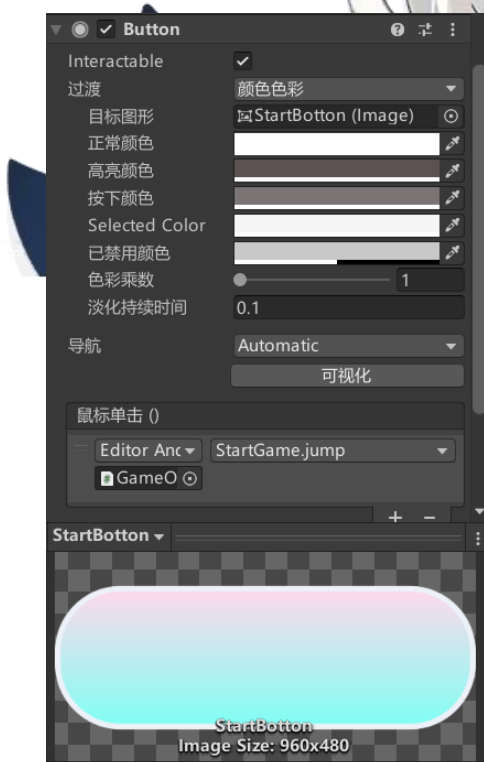 Button
Interactable
过渡 颜色色彩
目标图形 StartBotton (Image)
正常颜色
高亮颜色
按下颜色
Selected Color
已禁用颜色
色彩乘数 1
淡化持续时间 0.1
导航 Automatic
可视化
鼠标单击 ()
Editor Anc StartGame.jump
GameO
StartBotton
StartBotton
Image Size: 960x480